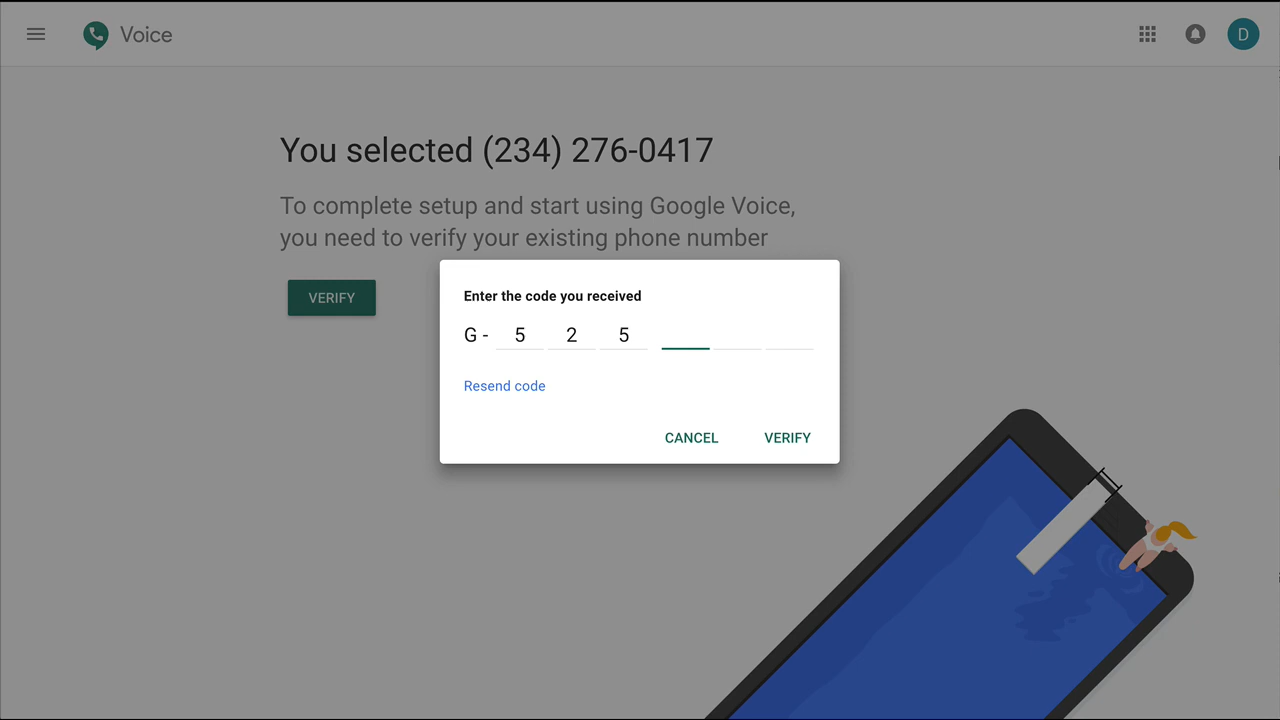 Voice
D
You selected (234) 276-0417
To complete setup and start using Google Voice,
you need to verify your existing phone number
VERIFY
Enter the code you received
G - 5 2 5
Resend code
CANCEL VERIFY